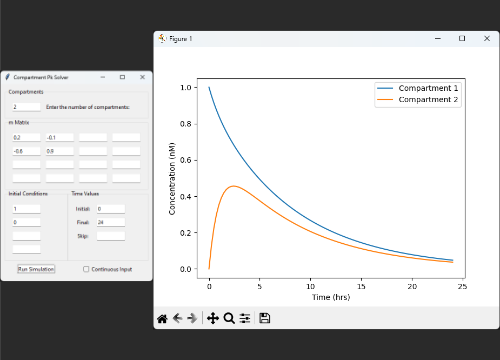 Compartment Pk Solver
Compartments
2 Enter the number of compartments:
m Matrix
0.2 -0.1
-0.6 0.9
Initial Conditions
1
0
Time Values
Initial: 0
Final: 24
Skip:
Run Simulation
Continuous Input
Figure 1
Compartment 1
Compartment 2
Concentration (nM)
1.0
0.8
0.6
0.4
0.2
0.0
0 5 10 15 20 25
Time (hrs)